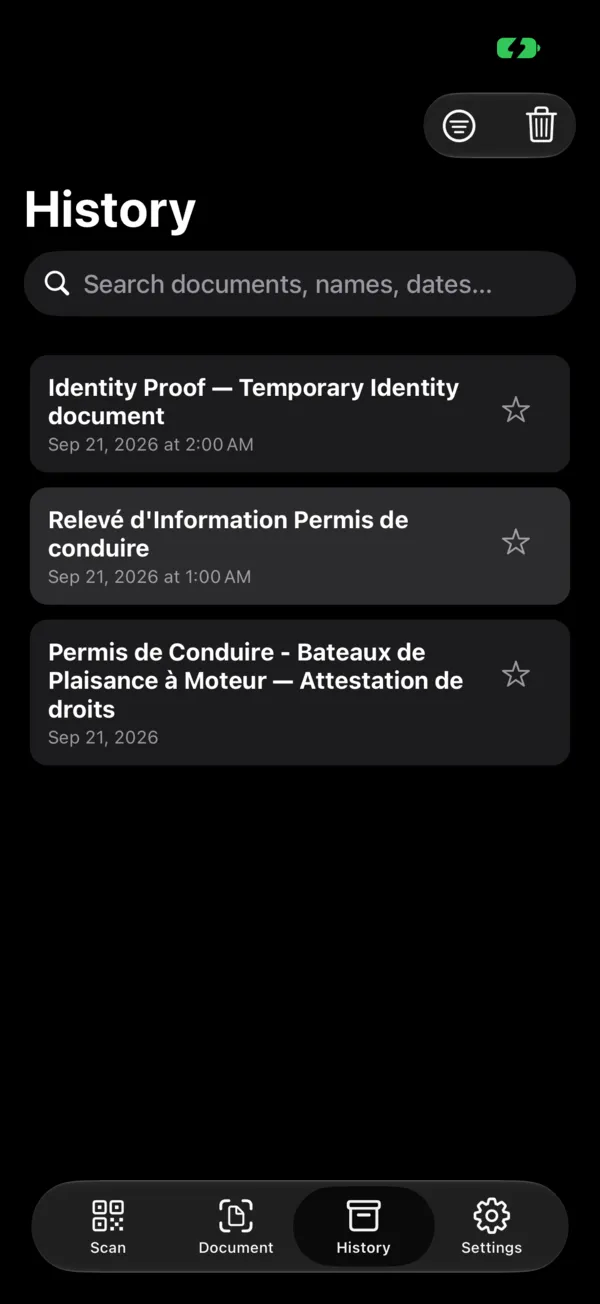 History
Search documents, names, dates...
Identity Proof — Temporary Identity
document
Sep 21, 2026 at 2:00 AM
Relevé d'Information Permis de
conduire
Sep 21, 2026 at 1:00 AM
Permis de Conduire - Bateaux de
Plaisance à Moteur — Attestation de
droits
Sep 21, 2026
Scan
Document
History
Settings